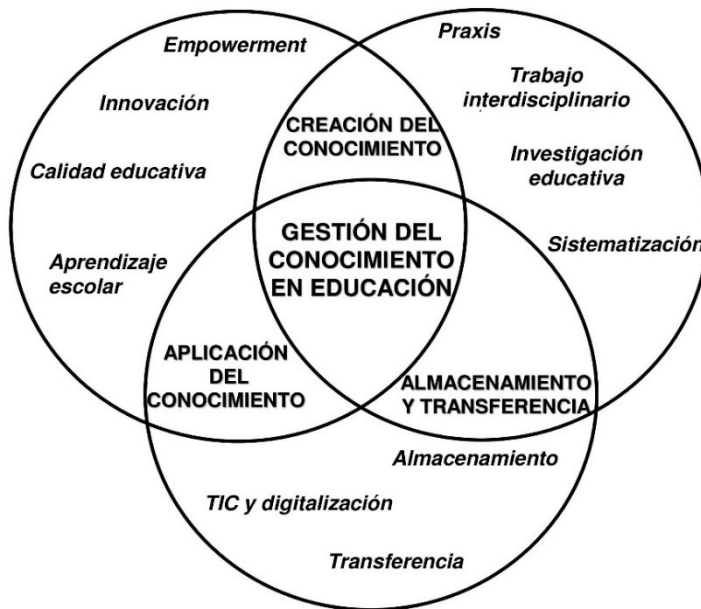 Empowerment
Praxis
Innovación
Trabajo
interdisciplinario
CREACIÓN DEL
CONOCIMIENTO
Calidad educativa
Investigación
educativa
GESTIÓN DEL
CONOCIMIENTO
EN EDUCACIÓN
Sistematización
Aprendizaje
escolar
APLICACIÓN
DEL
CONOCIMIENTO
ALMACENAMIENTO
Y TRANSFERENCIA
Almacenamiento
TIC y digitalización
Transferencia